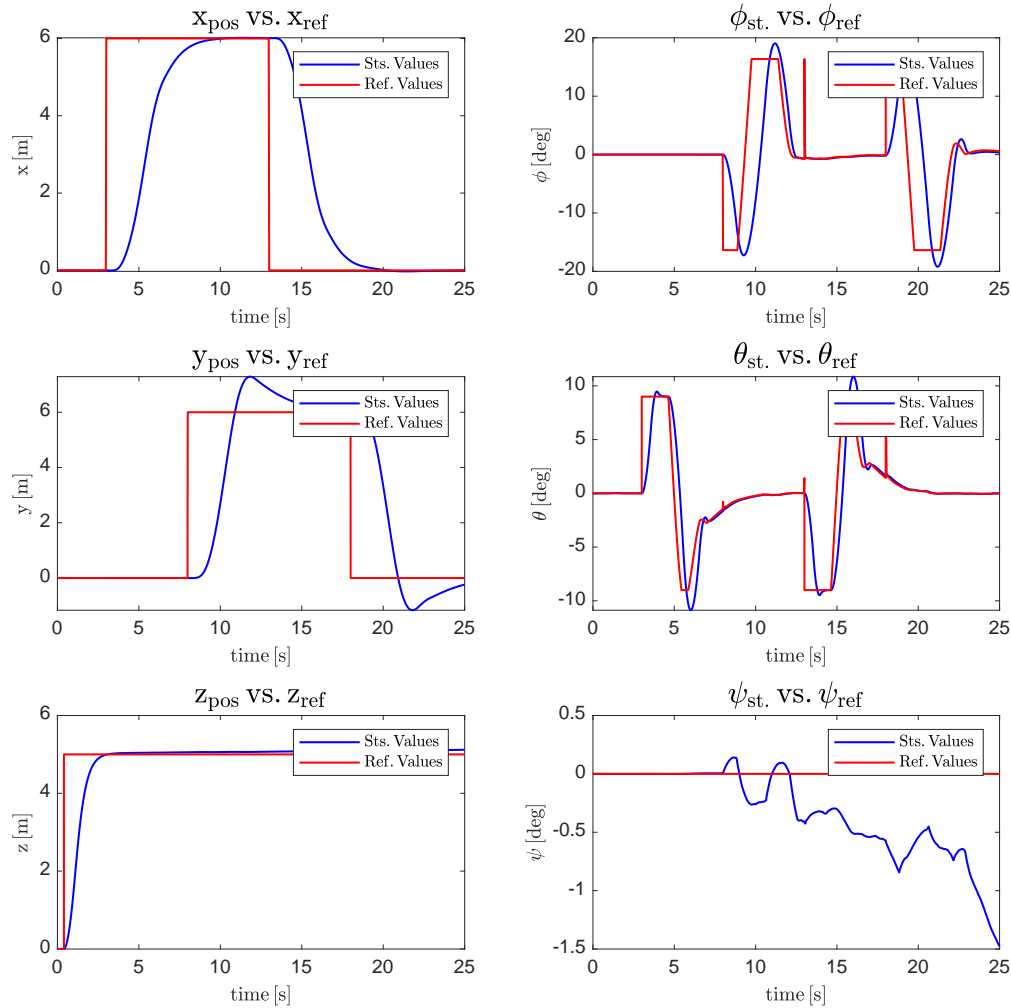 x_pos vs. x_ref
6
4
2
0
x [m]
Sts. Values
Ref. Values
0 5 10 15 20 25
time [s]
ϕ_st. vs. ϕ_ref
20
10
0
-10
-20
ϕ [deg]
Sts. Values
Ref. Values
0 5 10 15 20 25
time [s]
y_pos vs. y_ref
6
4
2
0
y [m]
Sts. Values
Ref. Values
0 5 10 15 20 25
time [s]
θ_st. vs. θ_ref
10
5
0
-5
-10
θ [deg]
Sts. Values
Ref. Values
0 5 10 15 20 25
time [s]
z_pos vs. z_ref
6
4
2
0
z [m]
Sts. Values
Ref. Values
0 5 10 15 20 25
time [s]
ψ_st. vs. ψ_ref
0.5
0
-0.5
-1
-1.5
ψ [deg]
Sts. Values
Ref. Values
0 5 10 15 20 25
time [s]